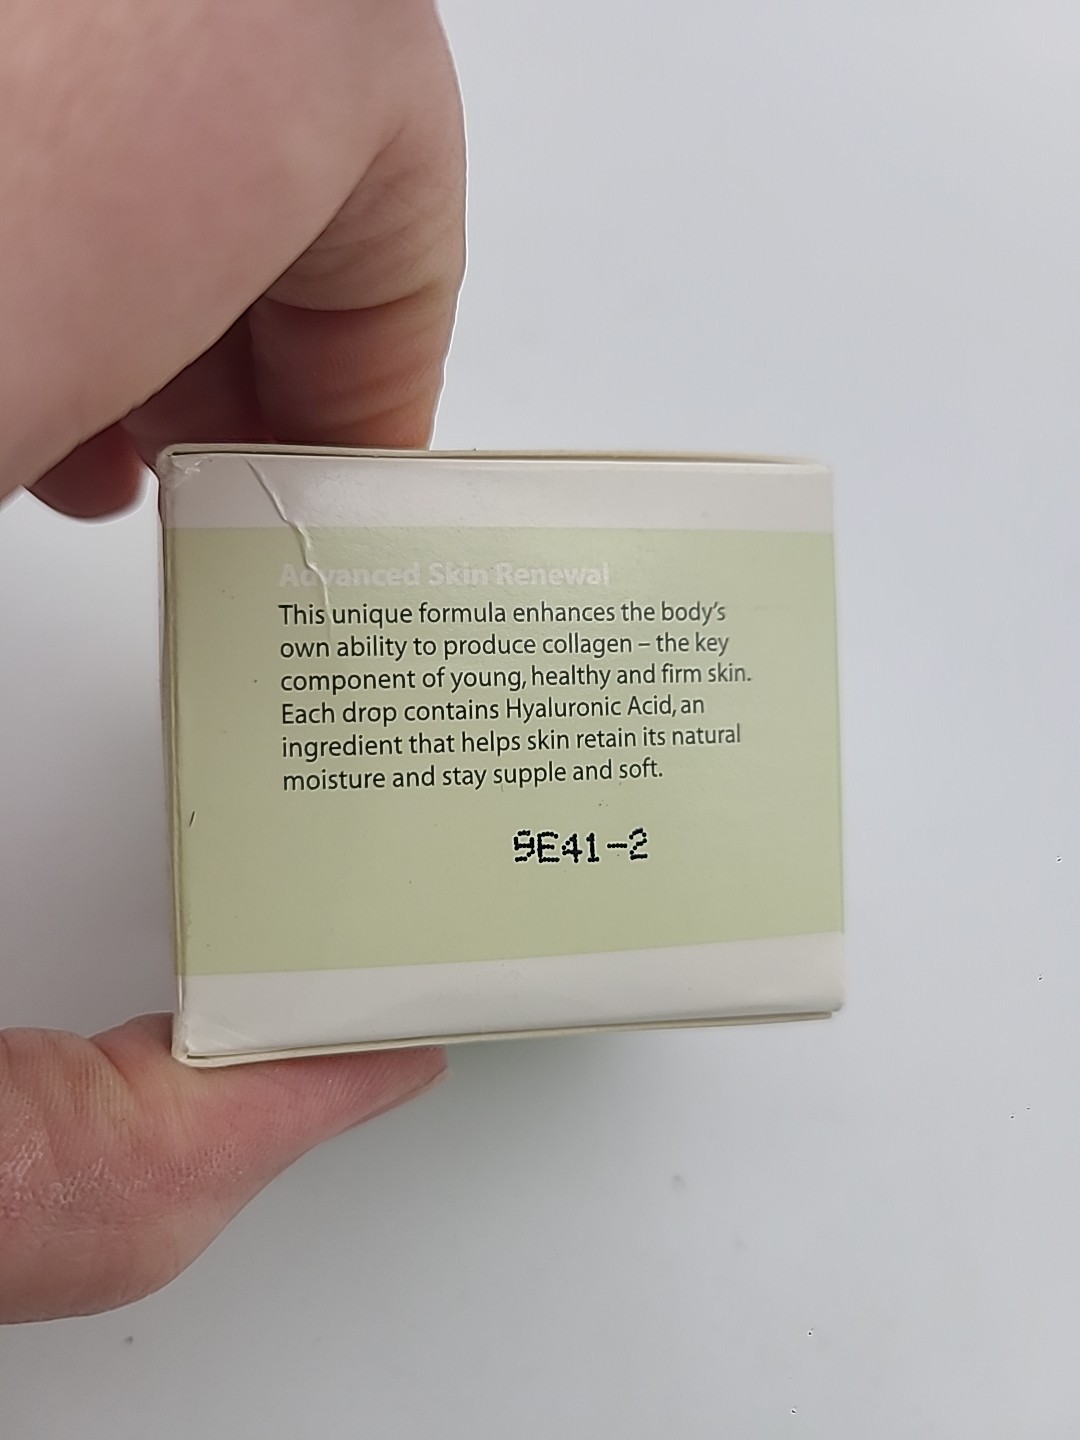 Advanced Skin Renewal
This unique formula enhances the body's
own ability to produce collagen – the key
component of young, healthy and firm skin.
Each drop contains Hyaluronic Acid, an
ingredient that helps skin retain its natural
moisture and stay supple and soft.
9E41-2